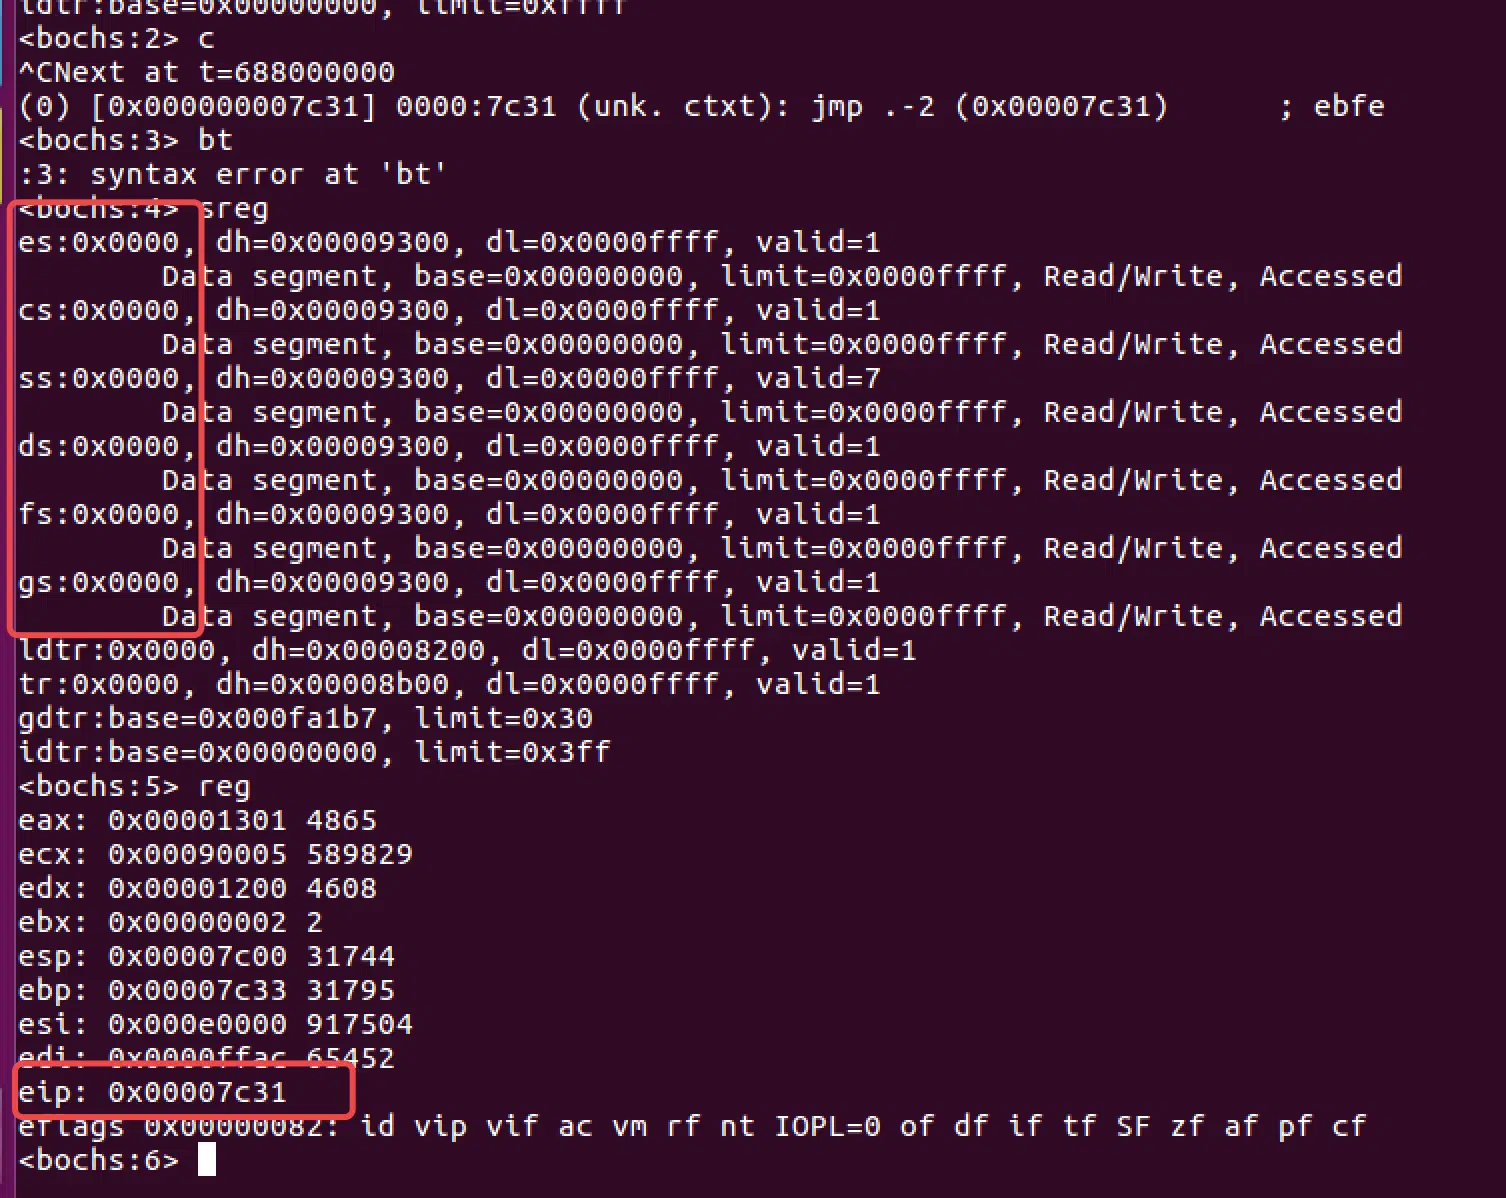 idtr:base=0x00000000, limit=0xffff
<bochs:2> c
^CNext at t=688000000
(0) [0x000000007c31] 0000:7c31 (unk. ctxt): jmp .-2 (0x00007c31)      ; ebfe
<bochs:3> bt
:3: syntax error at 'bt'
<bochs:4> sreg
es:0x0000, dh=0x00009300, dl=0x0000ffff, valid=1
        Data segment, base=0x00000000, limit=0x0000ffff, Read/Write, Accessed
cs:0x0000, dh=0x00009300, dl=0x0000ffff, valid=1
        Data segment, base=0x00000000, limit=0x0000ffff, Read/Write, Accessed
ss:0x0000, dh=0x00009300, dl=0x0000ffff, valid=7
        Data segment, base=0x00000000, limit=0x0000ffff, Read/Write, Accessed
ds:0x0000, dh=0x00009300, dl=0x0000ffff, valid=1
        Data segment, base=0x00000000, limit=0x0000ffff, Read/Write, Accessed
fs:0x0000, dh=0x00009300, dl=0x0000ffff, valid=1
        Data segment, base=0x00000000, limit=0x0000ffff, Read/Write, Accessed
gs:0x0000, dh=0x00009300, dl=0x0000ffff, valid=1
        Data segment, base=0x00000000, limit=0x0000ffff, Read/Write, Accessed
ldtr:0x0000, dh=0x00008200, dl=0x0000ffff, valid=1
tr:0x0000, dh=0x00008b00, dl=0x0000ffff, valid=1
gdtr:base=0x000fa1b7, limit=0x30
idtr:base=0x00000000, limit=0x3ff
<bochs:5> reg
eax: 0x00001301 4865
ecx: 0x00090005 589829
edx: 0x00001200 4608
ebx: 0x00000002 2
esp: 0x00007c00 31744
ebp: 0x00007c33 31795
esi: 0x000e0000 917504
edi: 0x0000ffac 65452
eip: 0x00007c31
eflags 0x00000082: id vip vif ac vm rf nt IOPL=0 of df if tf SF zf af pf cf
<bochs:6>